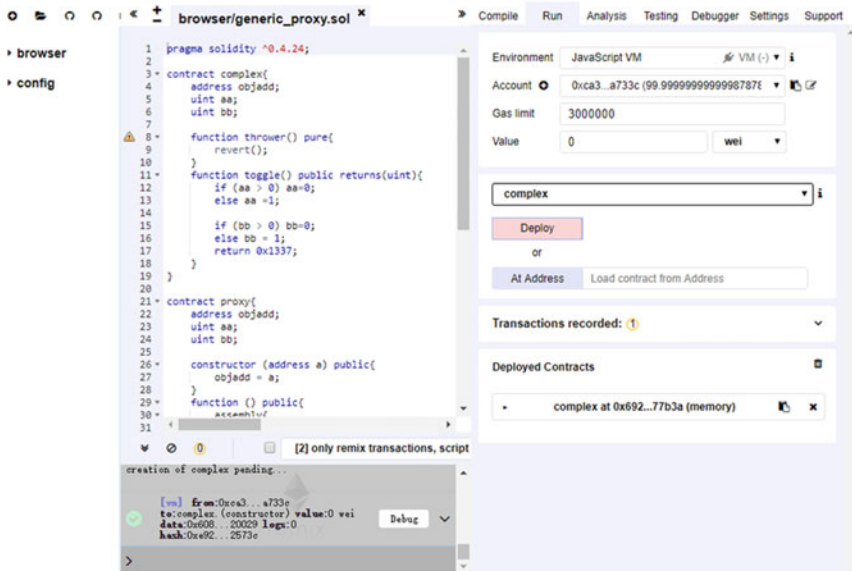 browser/generic_proxy.sol ×
» Compile Run Analysis Testing Debugger Settings Support
browser
config
1 pragma solidity ^0.4.24;
2
3 contract complex{
4 address objadd;
5 uint aa;
6 uint bb;
7
8 function thrower() pure{
9 revert();
10 }
11 function toggle() public returns(uint){
12 if (aa > 0) aa=0;
13 else aa =1;
14
15 if (bb > 0) bb=0;
16 else bb = 1;
17 return 0x1337;
18 }
19 }
20
21 contract proxy{
22 address objadd;
23 uint aa;
24 uint bb;
25
26 constructor (address a) public{
27 objadd = a;
28 }
29 function () public{
30 assembly{
31
0 [2] only remix transactions, script
creation of complex pending...
[vm] from:0xca3...a733c
to:complex.(constructor) value:0 wei
data:0x608...20029 logs:0
hash:0xe92...2573c
Debug
>
Environment JavaScript VM VM (-) i
Account 0xca3...a733c (99.99999999999987878
Gas limit 3000000
Value 0 wei
complex i
Deploy
or
At Address Load contract from Address
Transactions recorded: 1
Deployed Contracts
complex at 0x692...77b3a (memory)